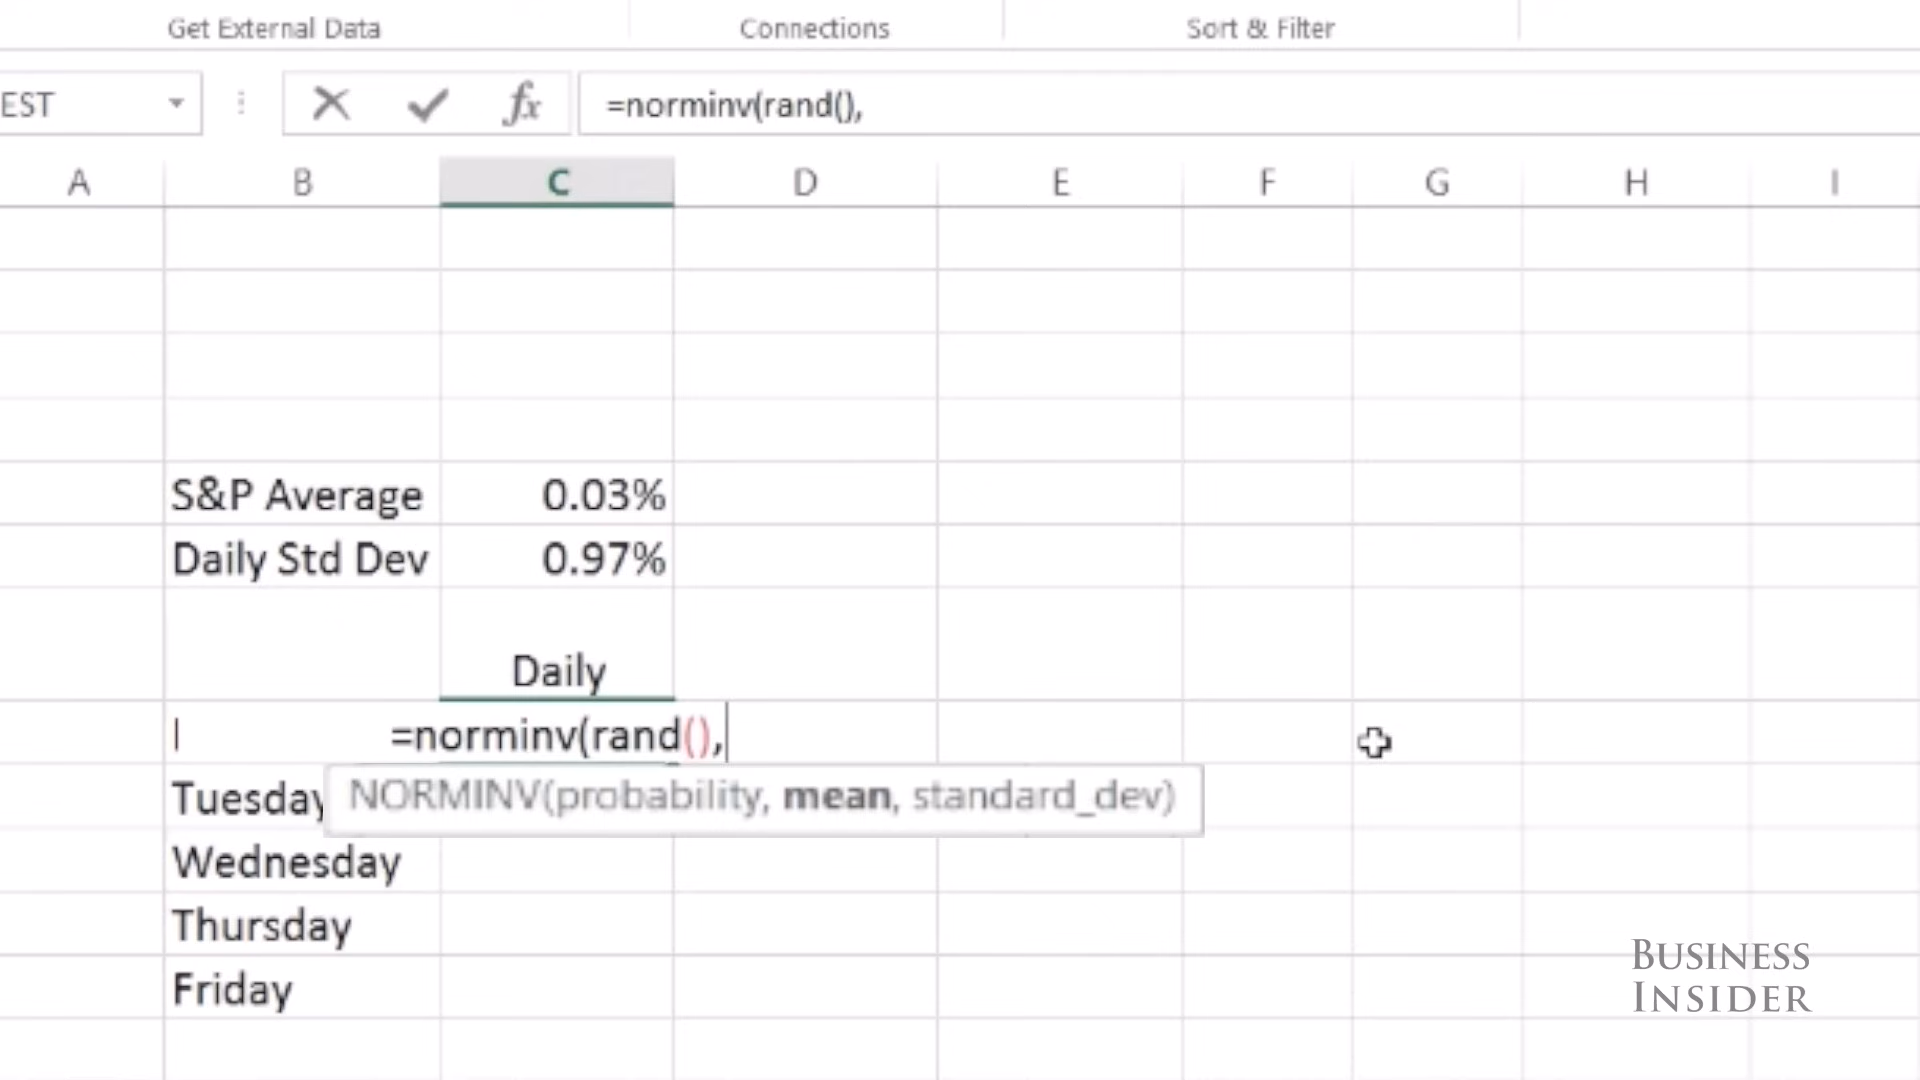 Get External Data
Connections
Sort & Filter
EST
fx
=norminv(rand(),
A B C D E F G H I
S&P Average 0.03%
Daily Std Dev 0.97%
Daily
=norminv(rand(),
Tuesday
NORMINV(probability, mean, standard_dev)
Wednesday
Thursday
Friday
BUSINESS
INSIDER